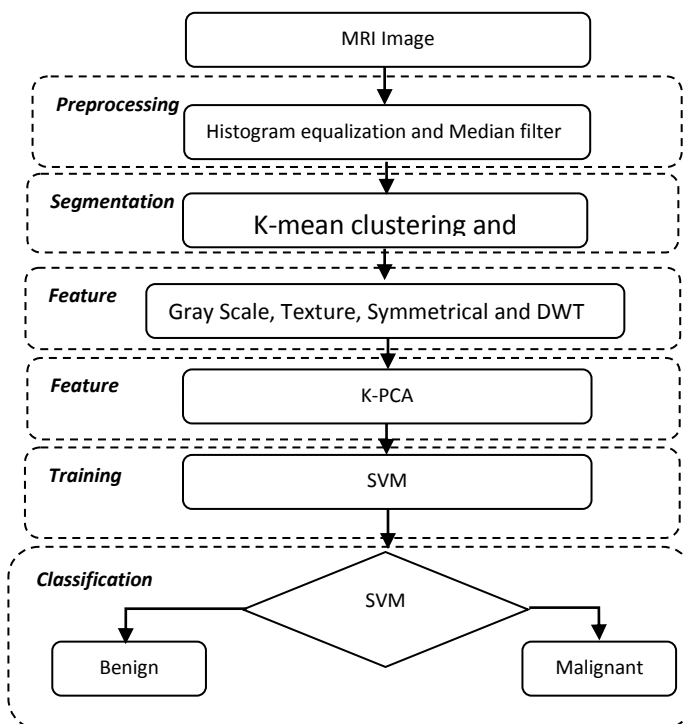 MRI Image
Preprocessing
Histogram equalization and Median filter
Segmentation
K-mean clustering and
Feature
Gray Scale, Texture, Symmetrical and DWT
Feature
K-PCA
Training
SVM
Classification
SVM
Benign
Malignant